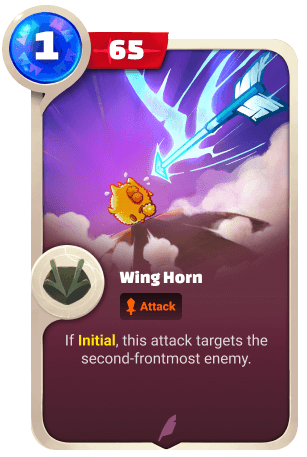 1
65
Wing Horn
Attack
If Initial, this attack targets the
second-frontmost enemy.